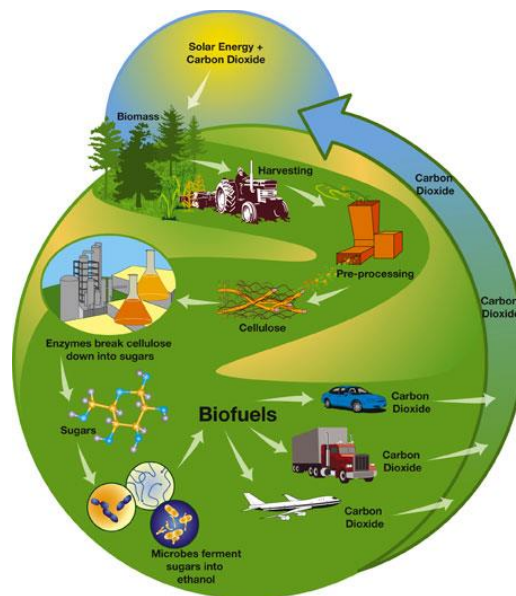 Solar Energy +
Carbon Dioxide
Biomass
Harvesting
Carbon
Dioxide
Pre-processing
Cellulose
Carbon
Dioxide
Enzymes break cellulose
down into sugars
Sugars
Biofuels
Carbon
Dioxide
Carbon
Dioxide
Carbon
Dioxide
Microbes ferment
sugars into
ethanol